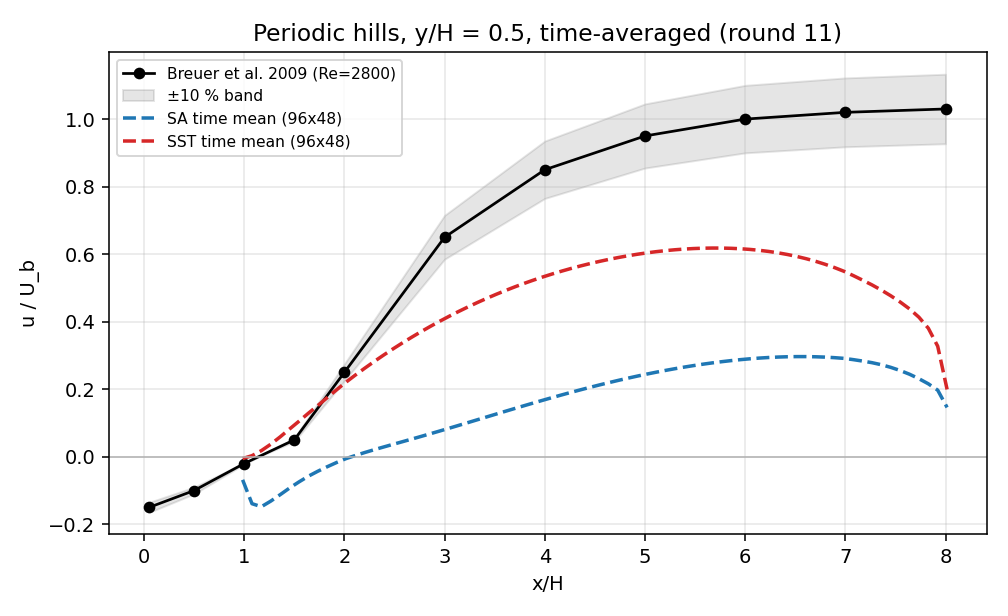 Periodic hills, y/H = 0.5, time-averaged (round 11)
Breuer et al. 2009 (Re=2800)
±10 % band
SA time mean (96x48)
SST time mean (96x48)
u / U_b
1.0
0.8
0.6
0.4
0.2
0.0
−0.2
0 1 2 3 4 5 6 7 8
x/H